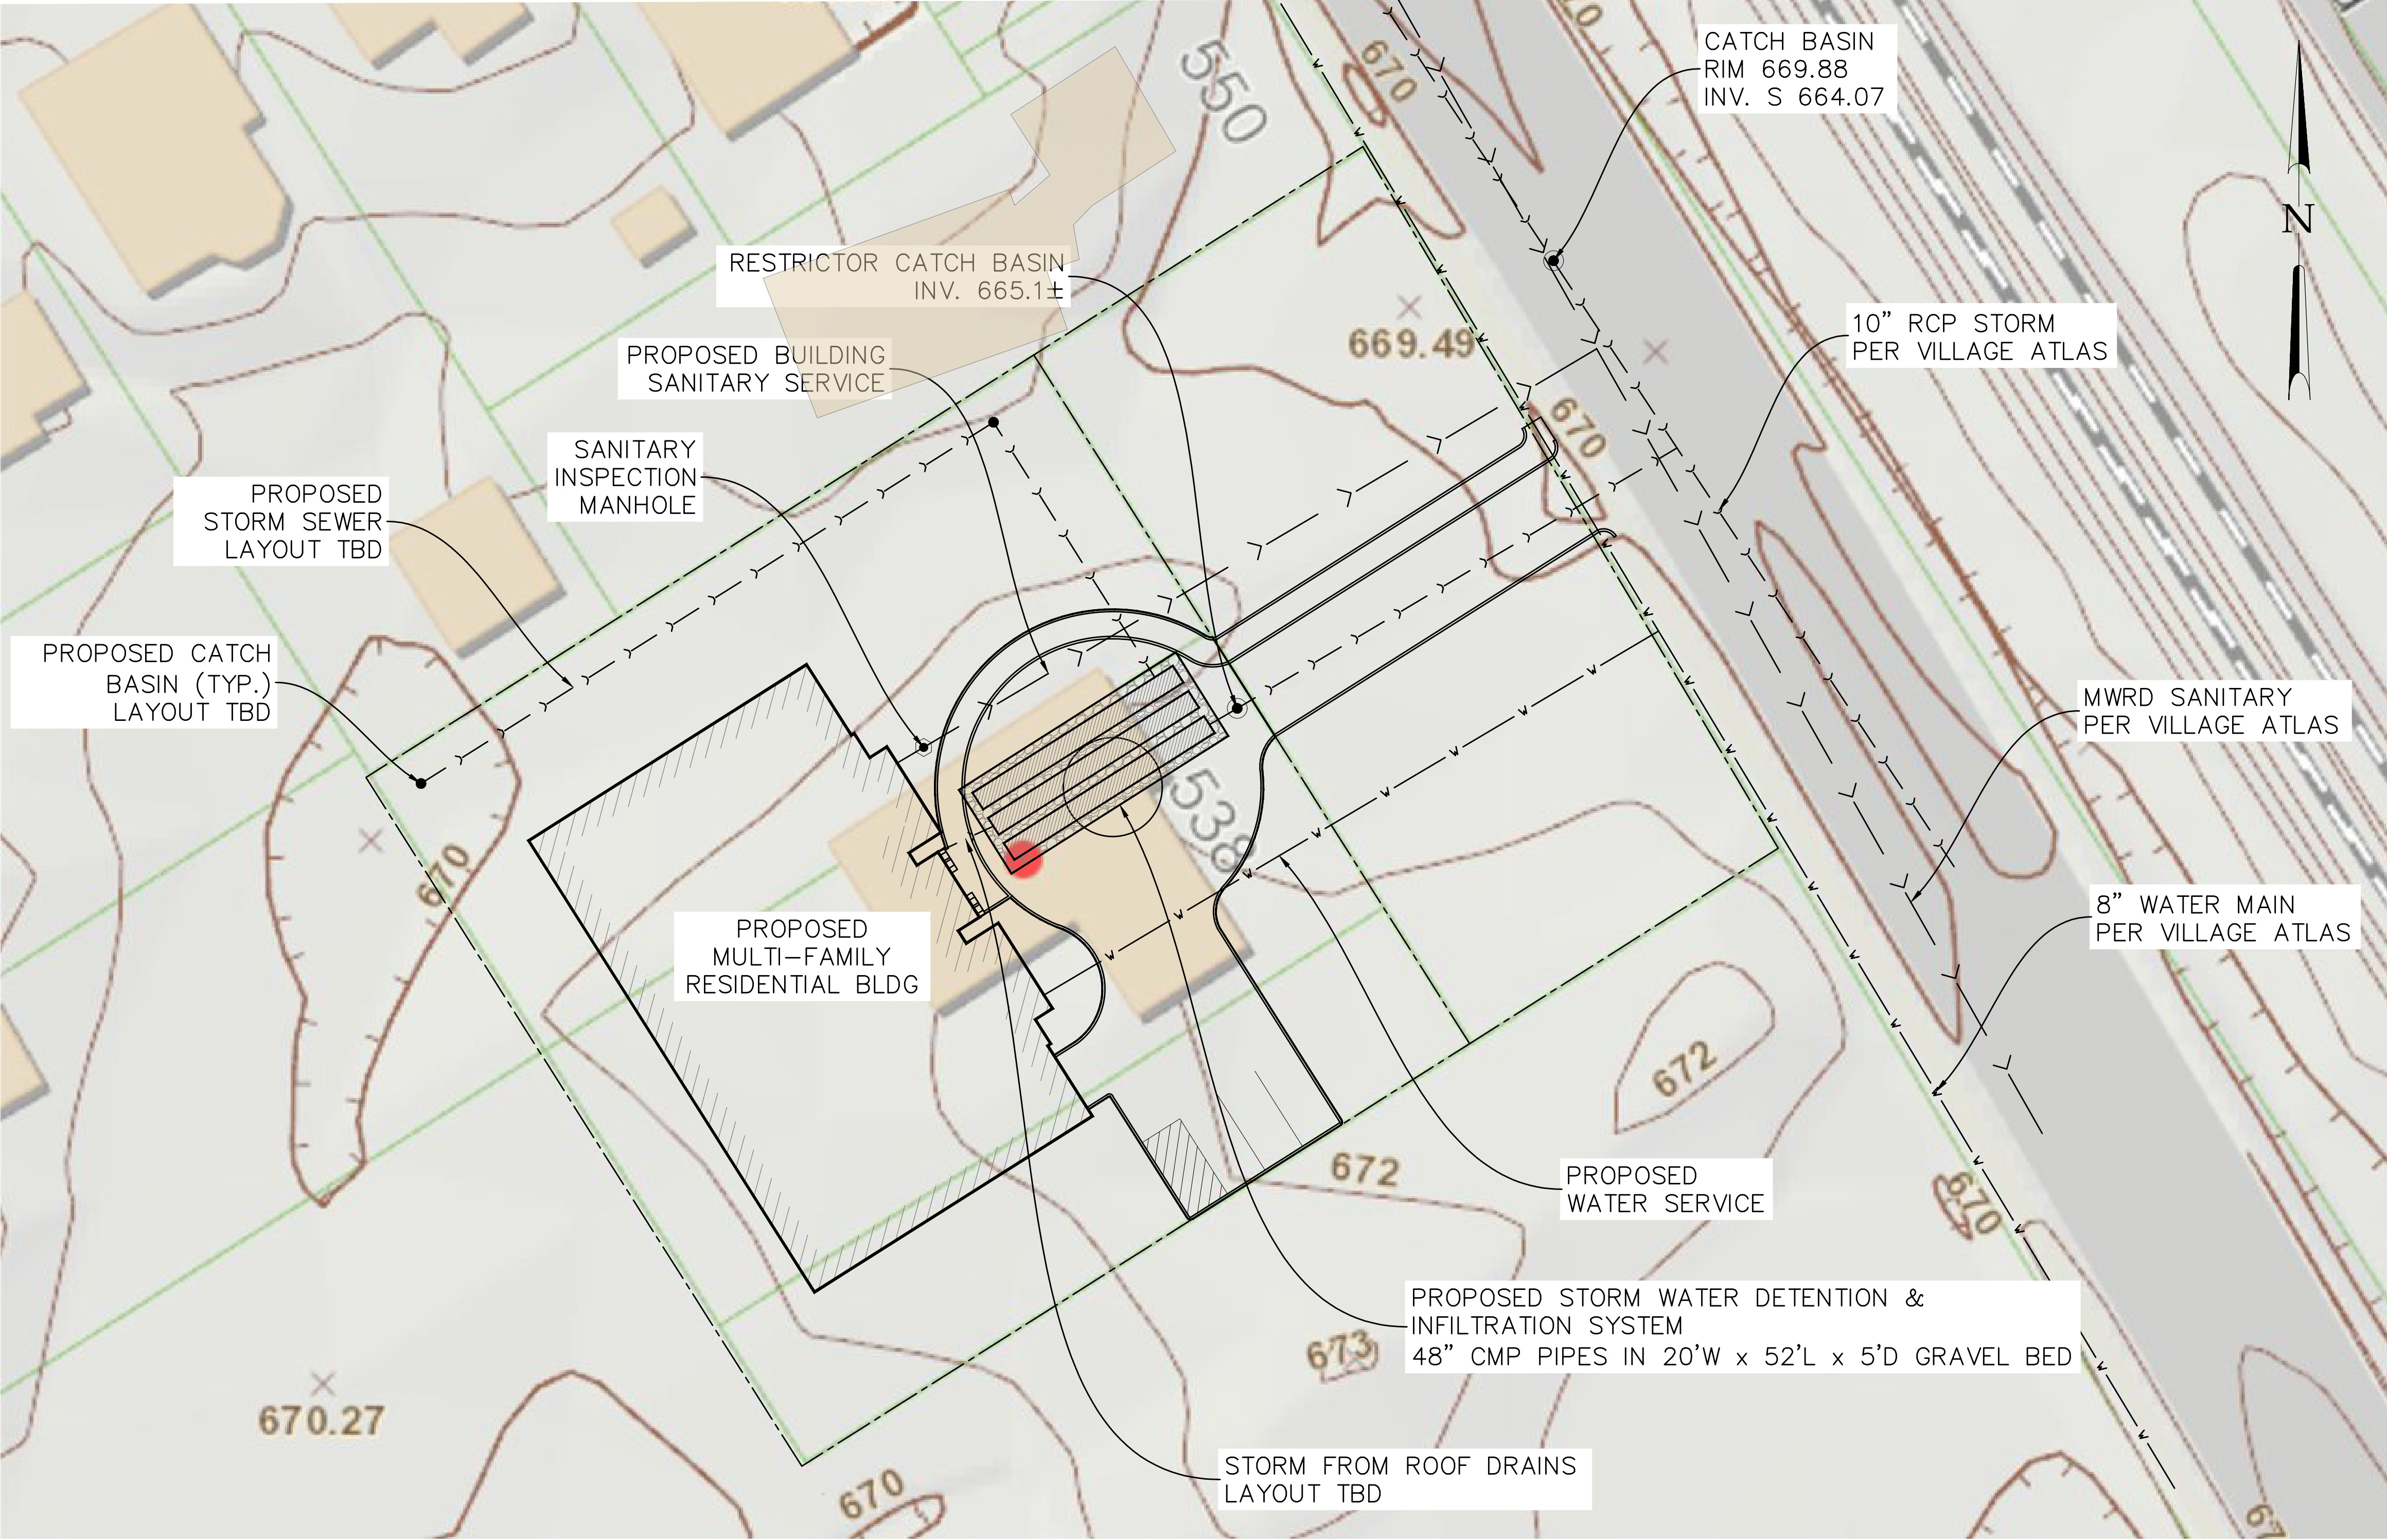 CATCH BASIN
RIM 669.88
INV. S 664.07
670
550
N
RESTRICTOR CATCH BASIN
INV. 665.1±
10” RCP STORM
PER VILLAGE ATLAS
669.49
PROPOSED BUILDING
SANITARY SERVICE
670
SANITARY
INSPECTION
MANHOLE
PROPOSED
STORM SEWER
LAYOUT TBD
PROPOSED CATCH
BASIN (TYP.)
LAYOUT TBD
MWRD SANITARY
PER VILLAGE ATLAS
538
670
8” WATER MAIN
PER VILLAGE ATLAS
PROPOSED
MULTI-FAMILY
RESIDENTIAL BLDG
672
672
PROPOSED
WATER SERVICE
670
PROPOSED STORM WATER DETENTION &
INFILTRATION SYSTEM
48” CMP PIPES IN 20'W x 52'L x 5'D GRAVEL BED
673
670.27
STORM FROM ROOF DRAINS
LAYOUT TBD
670